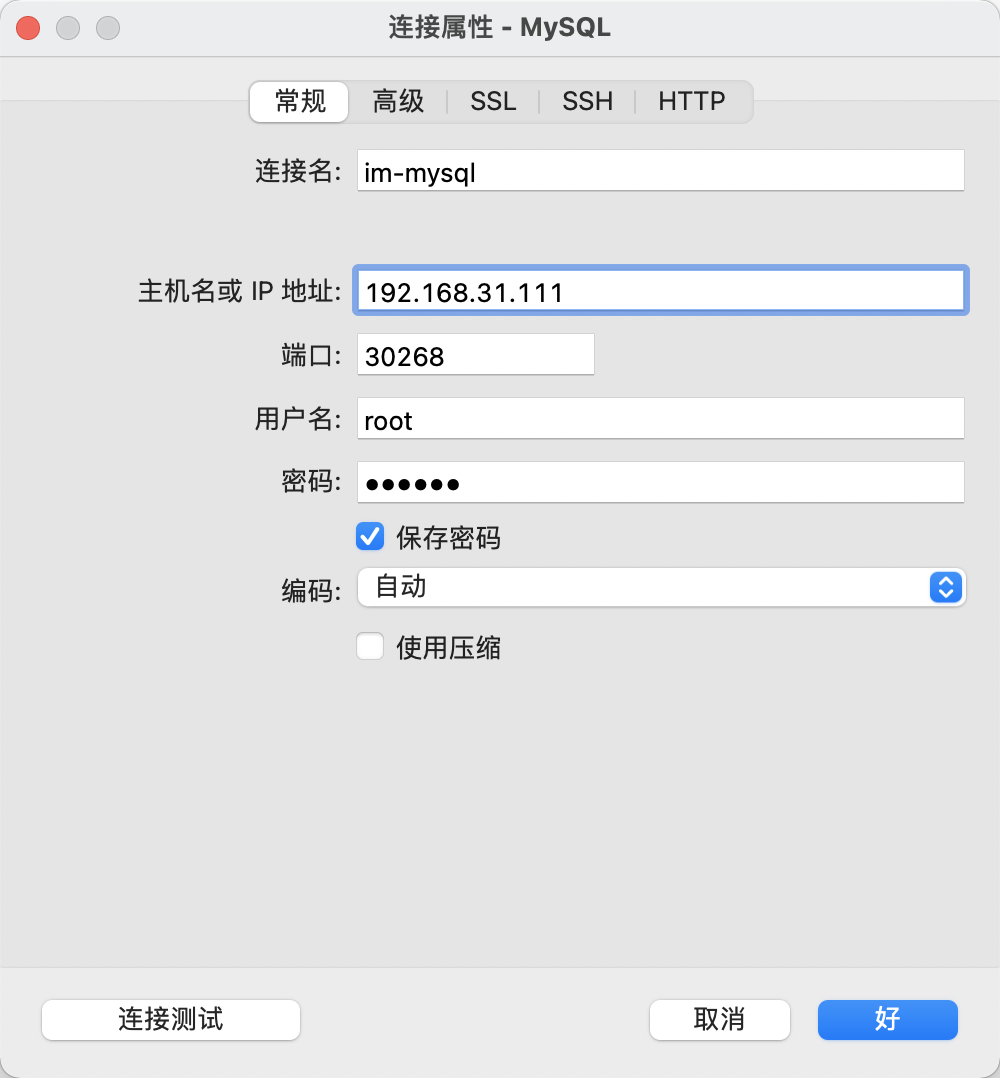 连接属性 - MySQL
常规 高级 SSL SSH HTTP
连接名: im-mysql
主机名或 IP 地址: 192.168.31.111
端口: 30268
用户名: root
密码: ●●●●●●
保存密码
编码: 自动
使用压缩
连接测试 取消 好